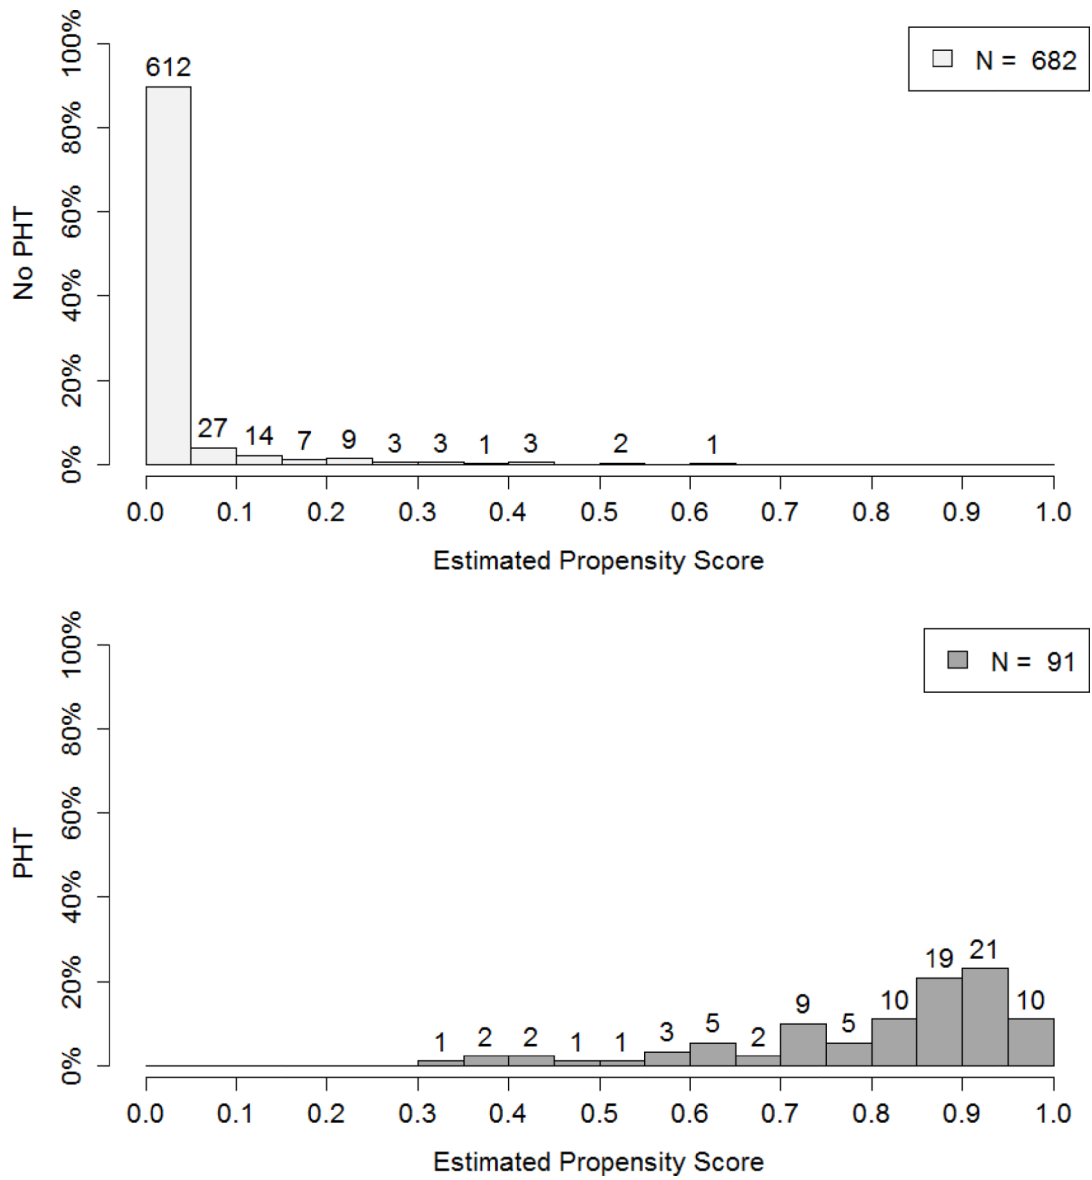 N = 682
No PHT
100%
80%
60%
40%
20%
0%
612
27 14 7 9 3 3 1 3 2 1
0.0 0.1 0.2 0.3 0.4 0.5 0.6 0.7 0.8 0.9 1.0
Estimated Propensity Score
N = 91
PHT
100%
80%
60%
40%
20%
0%
1 2 2 1 1 3 5 2 9 5 10 19 21 10
0.0 0.1 0.2 0.3 0.4 0.5 0.6 0.7 0.8 0.9 1.0
Estimated Propensity Score